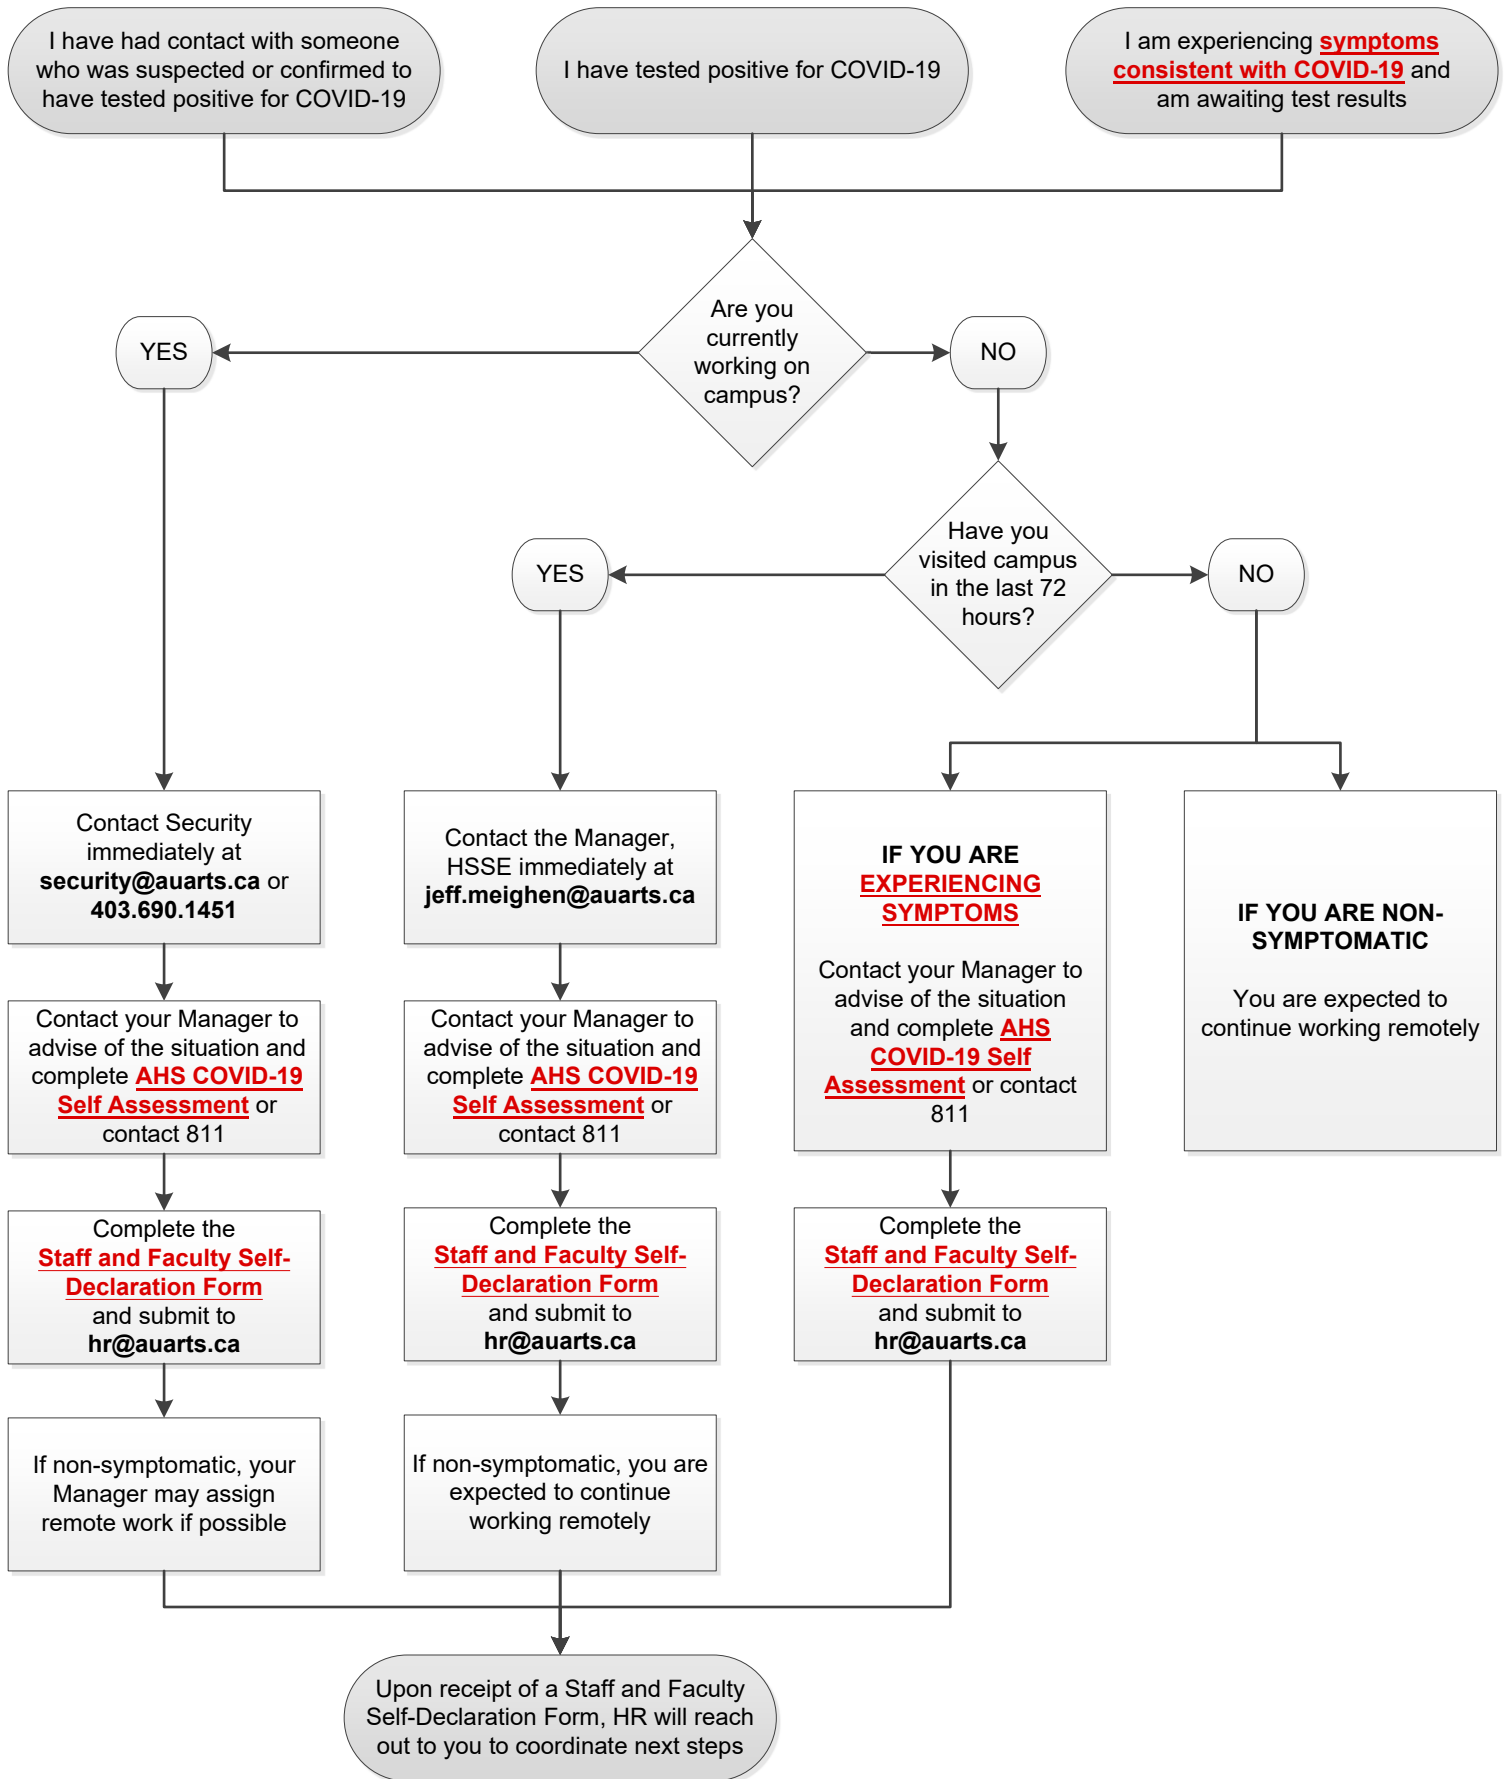 I have had contact with someone
who was suspected or confirmed to
have tested positive for COVID-19
I have tested positive for COVID-19
I am experiencing symptoms
consistent with COVID-19 and
am awaiting test results
Are you
currently
working on
campus?
YES
NO
Have you
visited campus
in the last 72
hours?
YES
NO
Contact Security
immediately at
security@auarts.ca or
403.690.1451
Contact your Manager to
advise of the situation and
complete AHS COVID-19
Self Assessment or
contact 811
Complete the
Staff and Faculty Self-
Declaration Form
and submit to
hr@auarts.ca
If non-symptomatic, your
Manager may assign
remote work if possible
Contact the Manager,
HSSE immediately at
jeff.meighen@auarts.ca
Contact your Manager to
advise of the situation and
complete AHS COVID-19
Self Assessment or
contact 811
Complete the
Staff and Faculty Self-
Declaration Form
and submit to
hr@auarts.ca
If non-symptomatic, you are
expected to continue
working remotely
IF YOU ARE
EXPERIENCING
SYMPTOMS
Contact your Manager to
advise of the situation
and complete AHS
COVID-19 Self
Assessment or contact
811
Complete the
Staff and Faculty Self-
Declaration Form
and submit to
hr@auarts.ca
IF YOU ARE NON-
SYMPTOMATIC
You are expected to
continue working remotely
Upon receipt of a Staff and Faculty
Self-Declaration Form, HR will reach
out to you to coordinate next steps